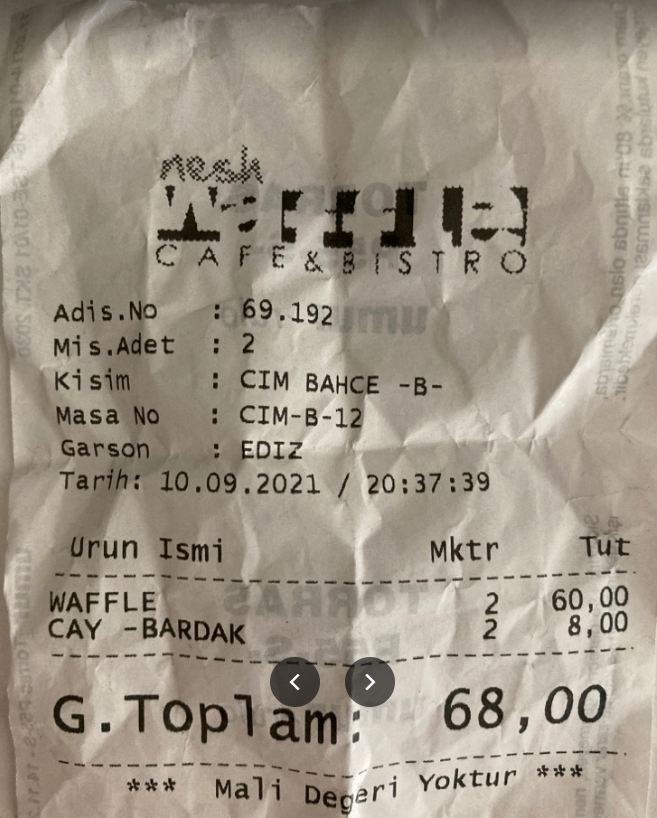 CAFE&BISTRO
Adis.No : 69.192
Mis.Adet : 2
Kisim : CIM BAHCE -B-
Masa No : CIM-B-12
Garson : EDIZ
Tarih: 10.09.2021 / 20:37:39
Urun Ismi Mktr Tut
WAFFLE 2 60,00
CAY -BARDAK 2 8,00
G.Toplam: 68,00
*** Mali Degeri Yoktur ***